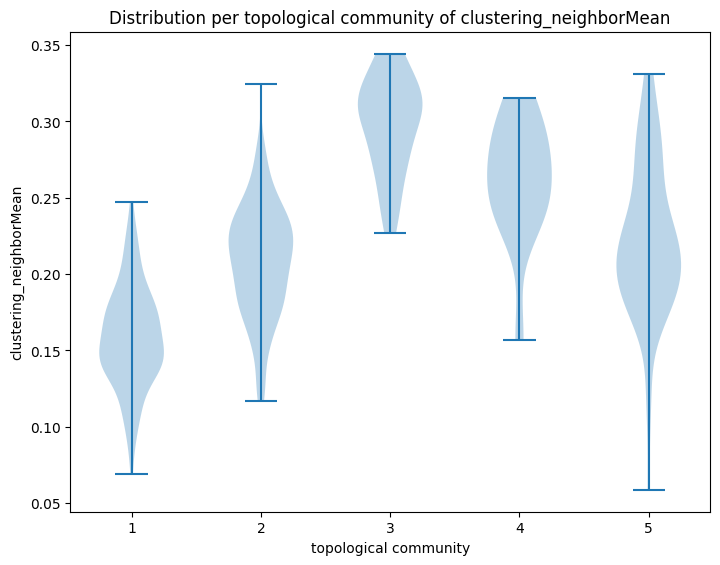 Distribution per topological community of clustering_neighborMean
clustering_neighborMean
0.35
0.30
0.25
0.20
0.15
0.10
0.05
1 2 3 4 5
topological community